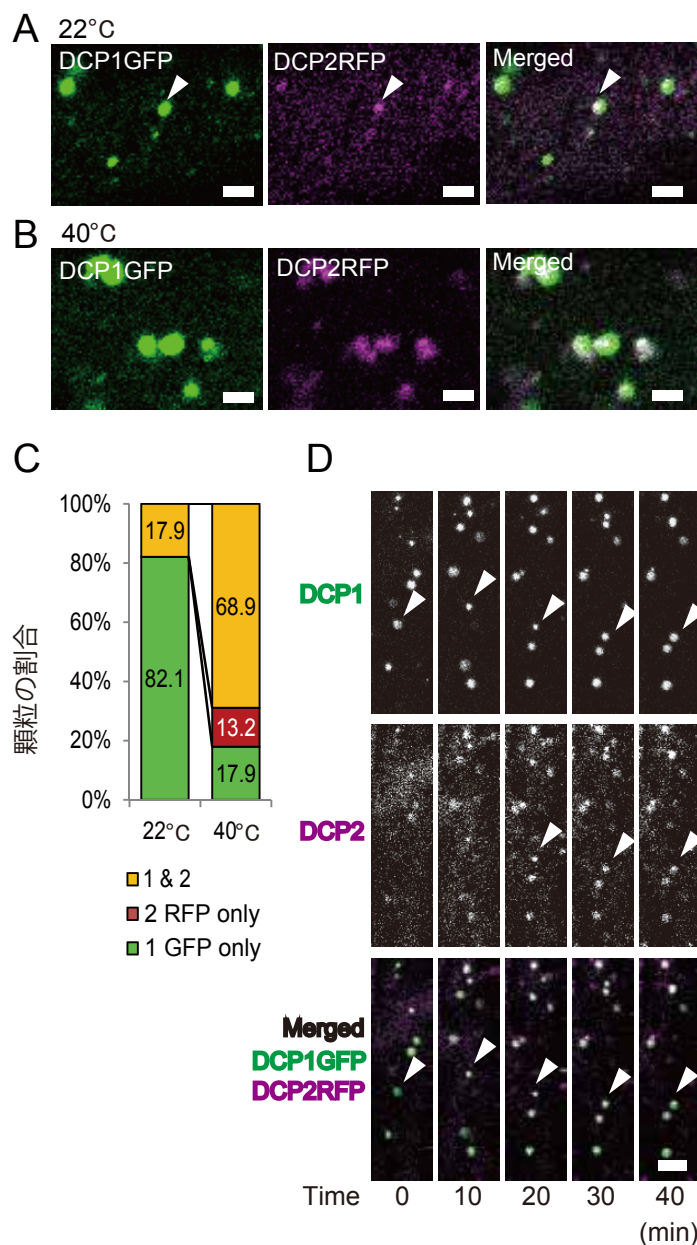 A 22°C
DCP1GFP DCP2RFP Merged
B 40°C
DCP1GFP DCP2RFP Merged
C
顆粒の割合
100%
80%
60%
40%
20%
0%
17.9
82.1
68.9
13.2
17.9
22°C 40°C
1 & 2
2 RFP only
1 GFP only
D
DCP1
DCP2
Merged
DCP1GFP
DCP2RFP
Time 0 10 20 30 40
(min)